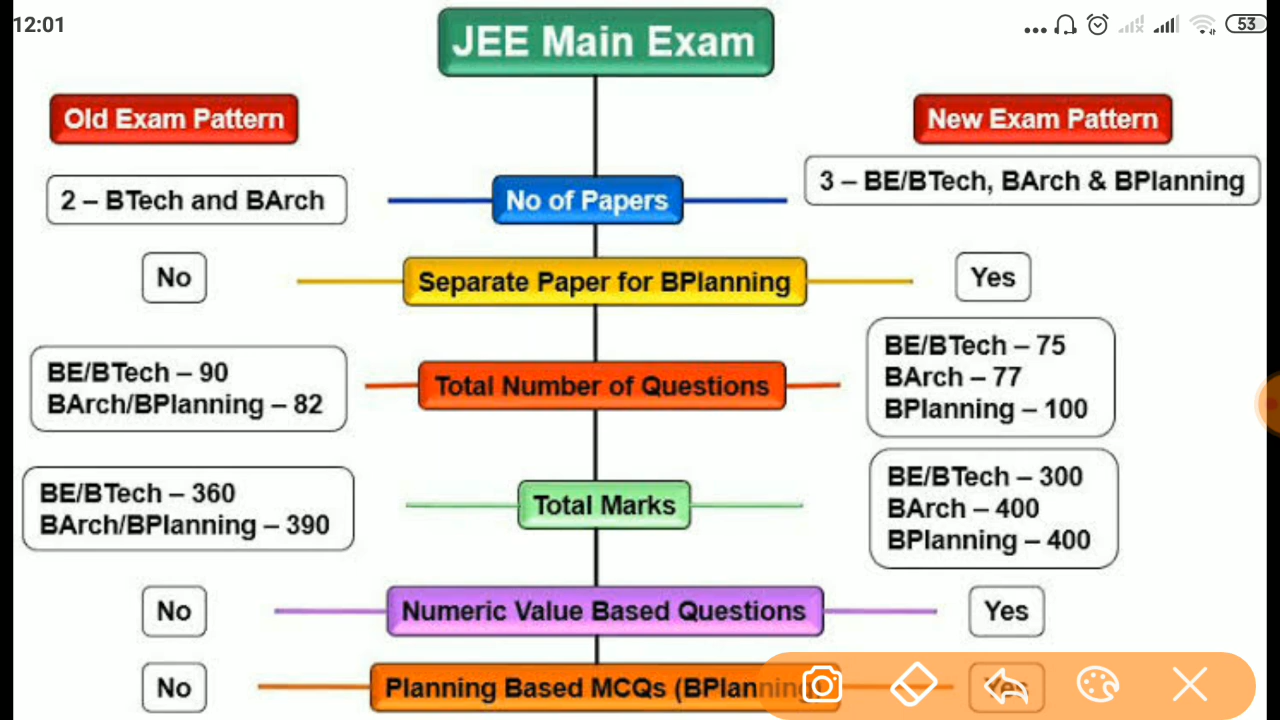 12:01
53
JEE Main Exam
Old Exam Pattern
New Exam Pattern
2 – BTech and BArch
No of Papers
3 – BE/BTech, BArch & BPlanning
No
Separate Paper for BPlanning
Yes
BE/BTech – 90
BArch/BPlanning – 82
Total Number of Questions
BE/BTech – 75
BArch – 77
BPlanning – 100
BE/BTech – 360
BArch/BPlanning – 390
Total Marks
BE/BTech – 300
BArch – 400
BPlanning – 400
No
Numeric Value Based Questions
Yes
No
Planning Based MCQs (BPlanning
Yes